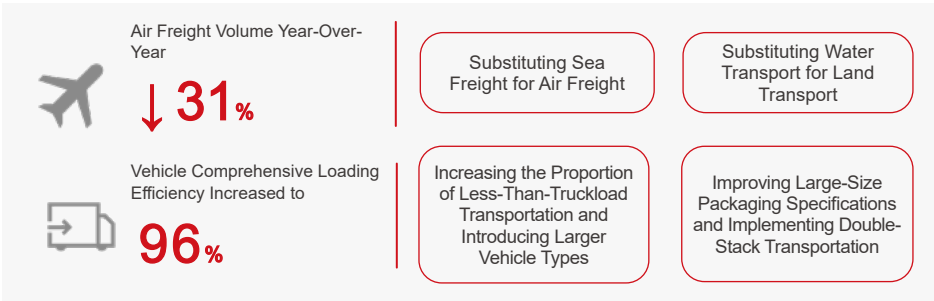 Air Freight Volume Year-Over-
Year
↓ 31%
Substituting Sea
Freight for Air Freight
Substituting Water
Transport for Land
Transport
Vehicle Comprehensive Loading
Efficiency Increased to
96%
Increasing the Proportion
of Less-Than-Truckload
Transportation and
Introducing Larger
Vehicle Types
Improving Large-Size
Packaging Specifications
and Implementing Double-
Stack Transportation